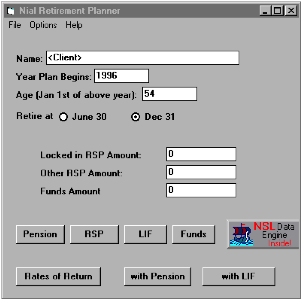 Nial Retirement Planner
File Options Help
Name: <Client>
Year Plan Begins: 1996
Age (Jan 1st of above year): 54
Retire at June 30 Dec 31
Locked in RSP Amount: 0
Other RSP Amount: 0
Funds Amount 0
Pension RSP LIF Funds
NSL Data
Engine
Inside!
Rates of Return with Pension with LIF